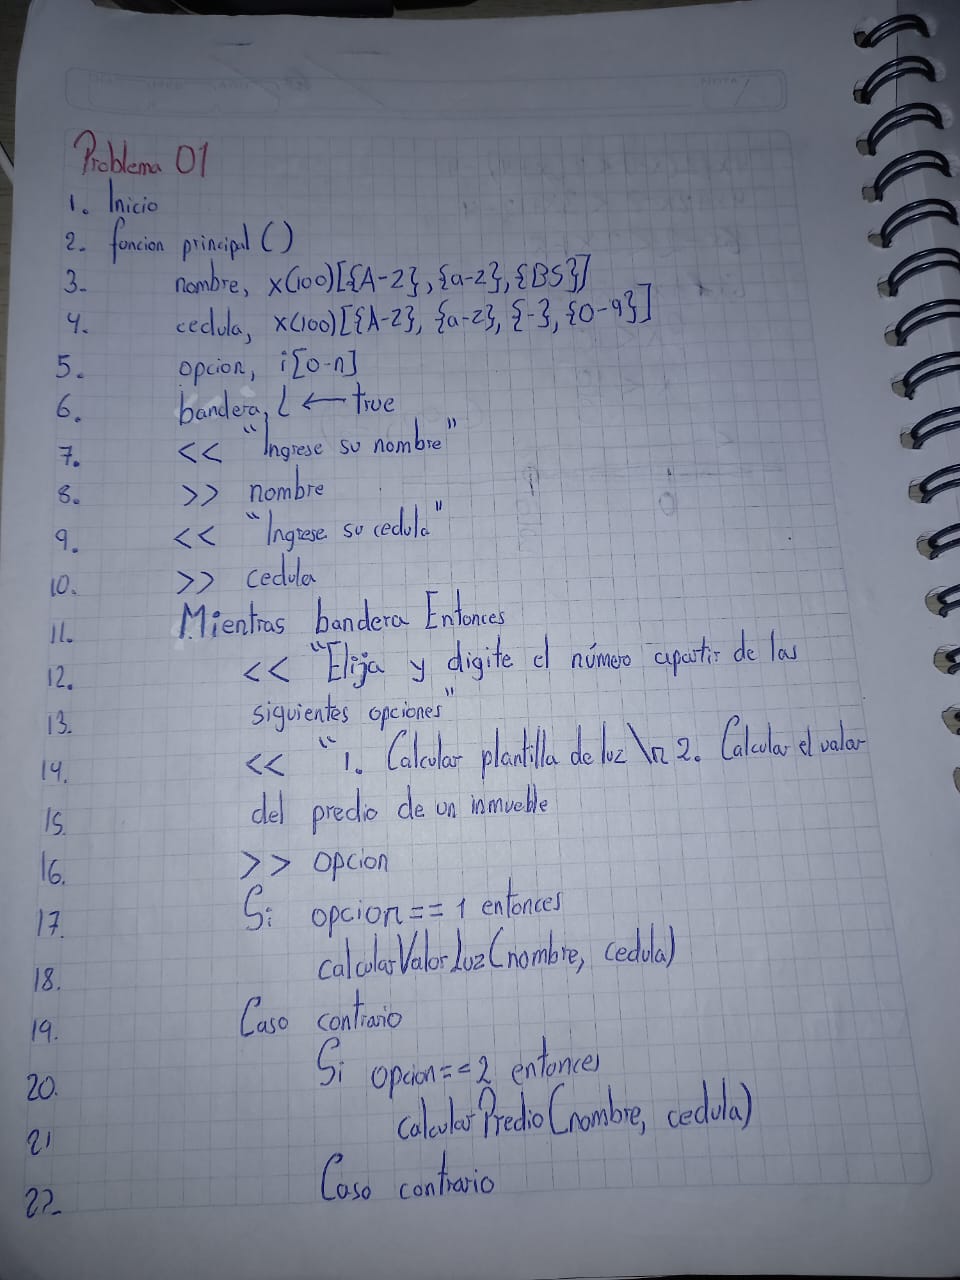 Problema 01
1. Inicio
2. funcion principal ()
3. nombre, x(100)[{A-Z},{a-z},{BS}]
4. cedula, x(100)[{A-Z}, {a-z}, {-}, {0-9}]
5. opcion, i[0-n]
6. bandera, L ← true
7. << "Ingrese su nombre"
8. >> nombre
9. << "Ingrese su cedula"
10. >> cedula
11. Mientras bandera Entonces
12. << "Elija y digite el número apartir de las
13. siguientes opciones"
14. << "1. Calcular plantilla de luz \n 2. Calcular el valor
15. del predio de un inmueble
16. >> opcion
17. Si opcion == 1 entonces
18. calcularValorLuz(nombre, cedula)
19. Caso contrario
20. Si opcion == 2 entonces
21 calcularPredio(nombre, cedula)
22. Caso contrario